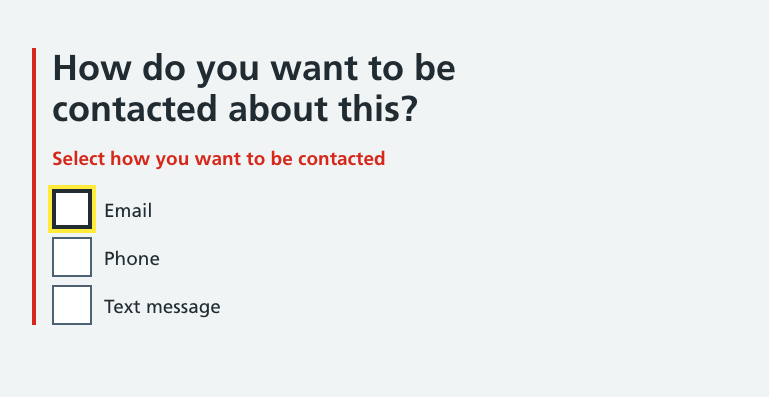 How do you want to be
contacted about this?
Select how you want to be contacted
Email
Phone
Text message